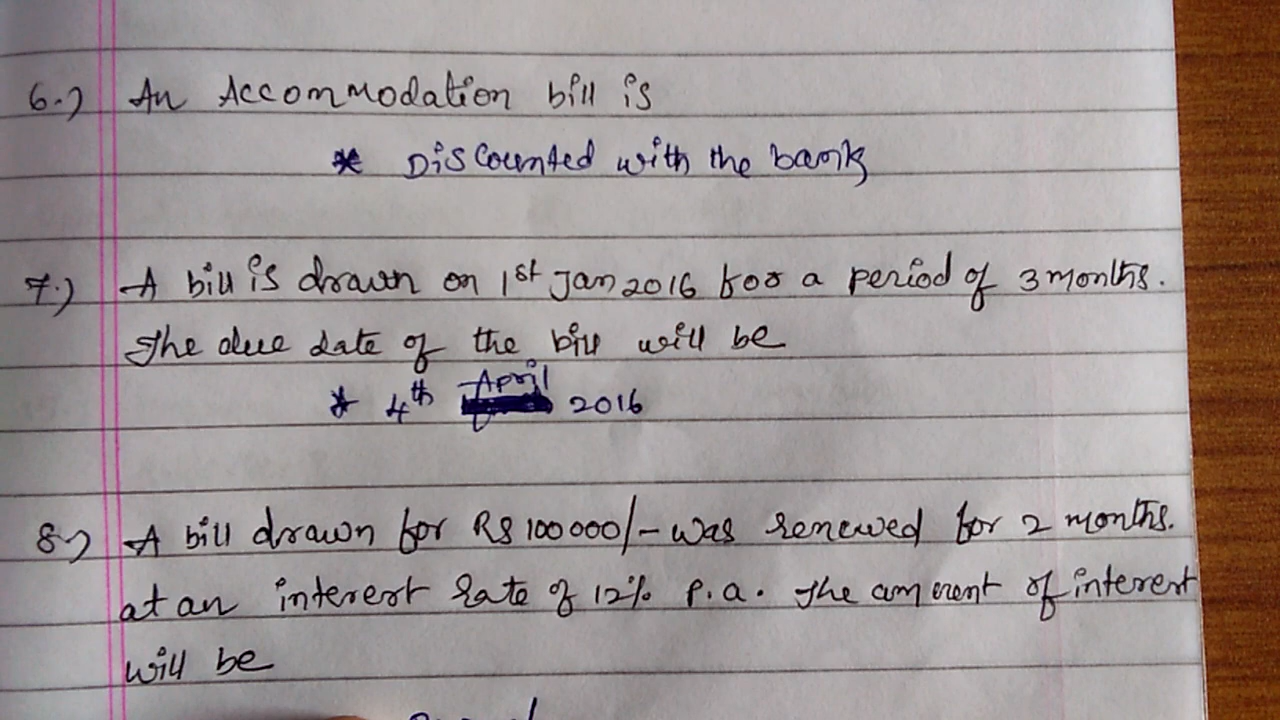 6.) An Accommodation bill is
* Discounted with the bank
7.) A bill is drawn on 1st Jan 2016 for a period of 3 months.
The due date of the bill will be
* 4th April 2016
8.) A bill drawn for RS 100000/- was renewed for 2 months.
at an interest rate of 12% P.a. The amount of interest
will be